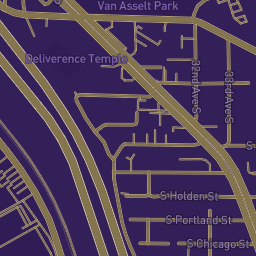 Van Asselt Park
Deliverence Temple
32nd Ave S
33rd Ave S
S
S Holden St
S Portland St
S Chicago St